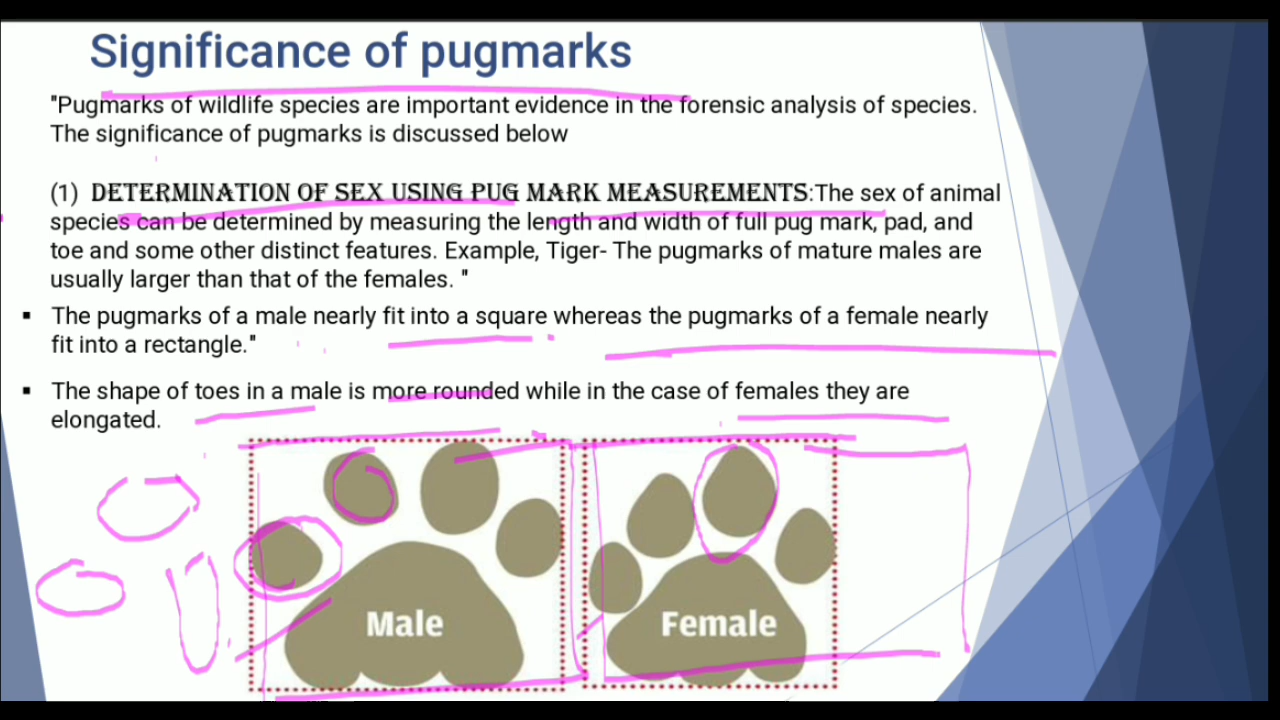 Significance of pugmarks
"Pugmarks of wildlife species are important evidence in the forensic analysis of species.
The significance of pugmarks is discussed below
(1) DETERMINATION OF SEX USING PUG MARK MEASUREMENTS:The sex of animal
species can be determined by measuring the length and width of full pug mark, pad, and
toe and some other distinct features. Example, Tiger- The pugmarks of mature males are
usually larger than that of the females. "
▪ The pugmarks of a male nearly fit into a square whereas the pugmarks of a female nearly
fit into a rectangle."
▪ The shape of toes in a male is more rounded while in the case of females they are
elongated.
Male
Female